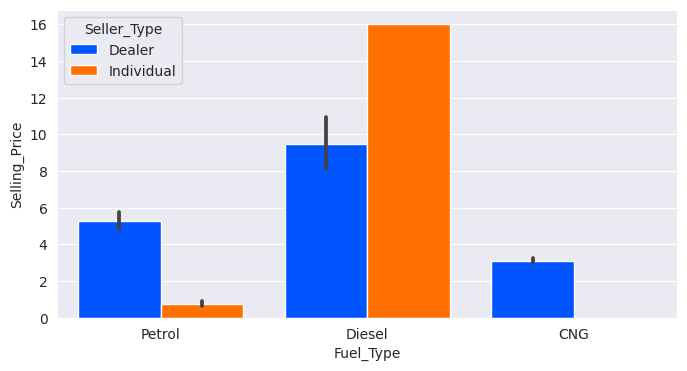 Seller_Type
Dealer
Individual
Selling_Price
16
14
12
10
8
6
4
2
0
Petrol
Diesel
CNG
Fuel_Type